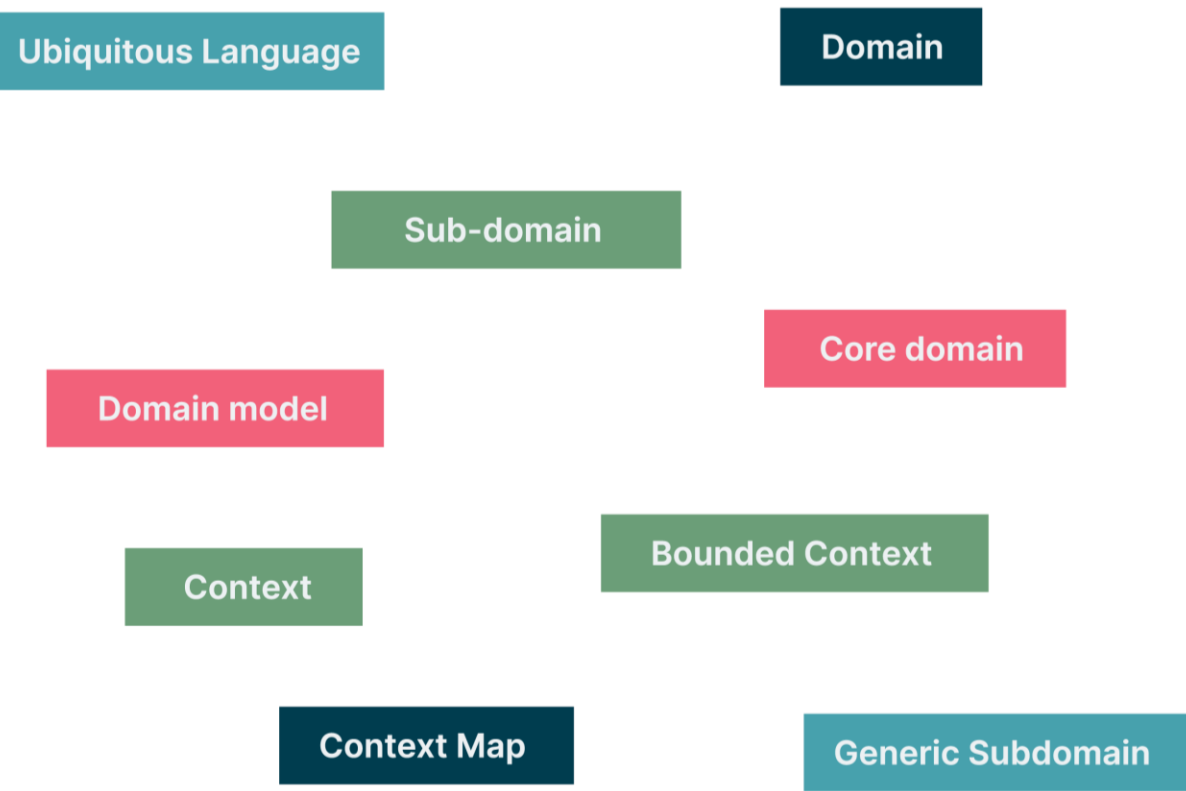 Ubiquitous Language
Domain
Sub-domain
Core domain
Domain model
Bounded Context
Context
Context Map
Generic Subdomain